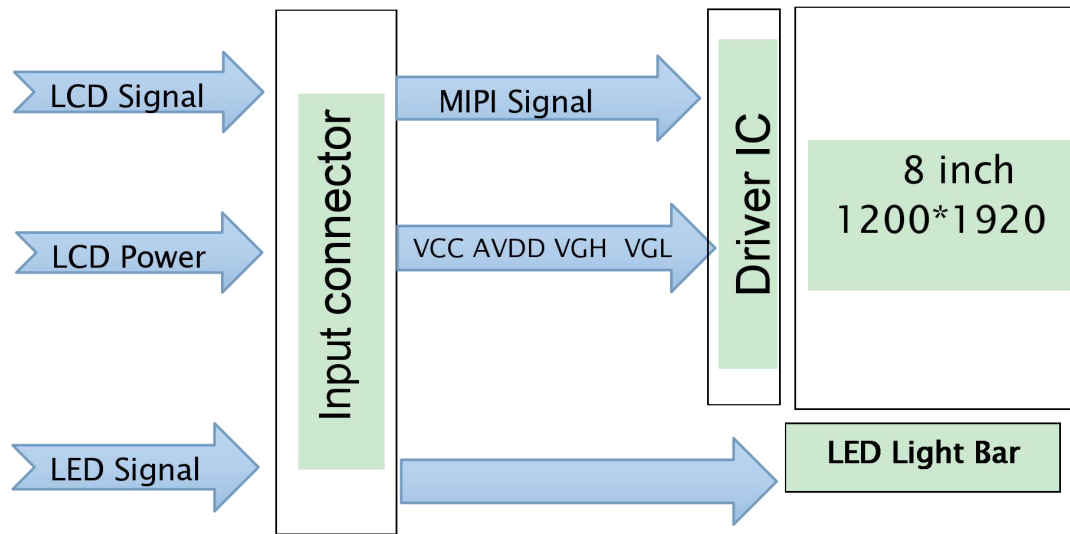 LCD Signal
MIPI Signal
LCD Power
VCC AVDD VGH VGL
LED Signal
Input connector
Driver IC
8 inch
1200*1920
LED Light Bar